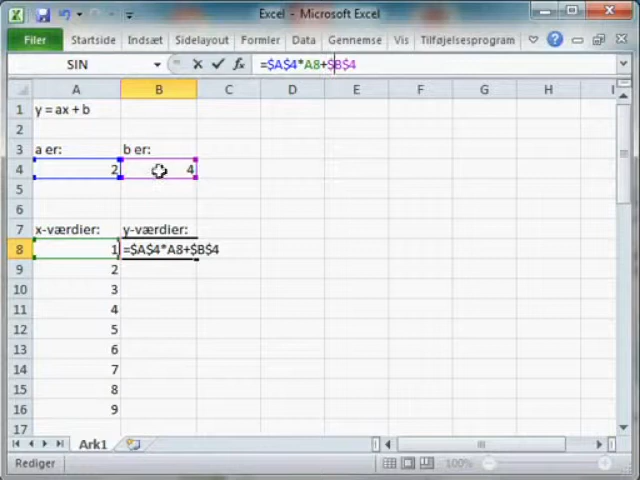 Excel - Microsoft Excel
Filer Startside Indsæt Sidelayout Formler Data Gennemse Vis Tilføjelsesprogram
SIN fx =$A$4*A8+$B$4
A B C D E F G H I
1 y = ax + b
2
3 a er: b er:
4 2 4
5
6
7 x-værdier: y-værdier:
8 1 =$A$4*A8+$B$4
9 2
10 3
11 4
12 5
13 6
14 7
15 8
16 9
17
Ark1
Rediger 100%